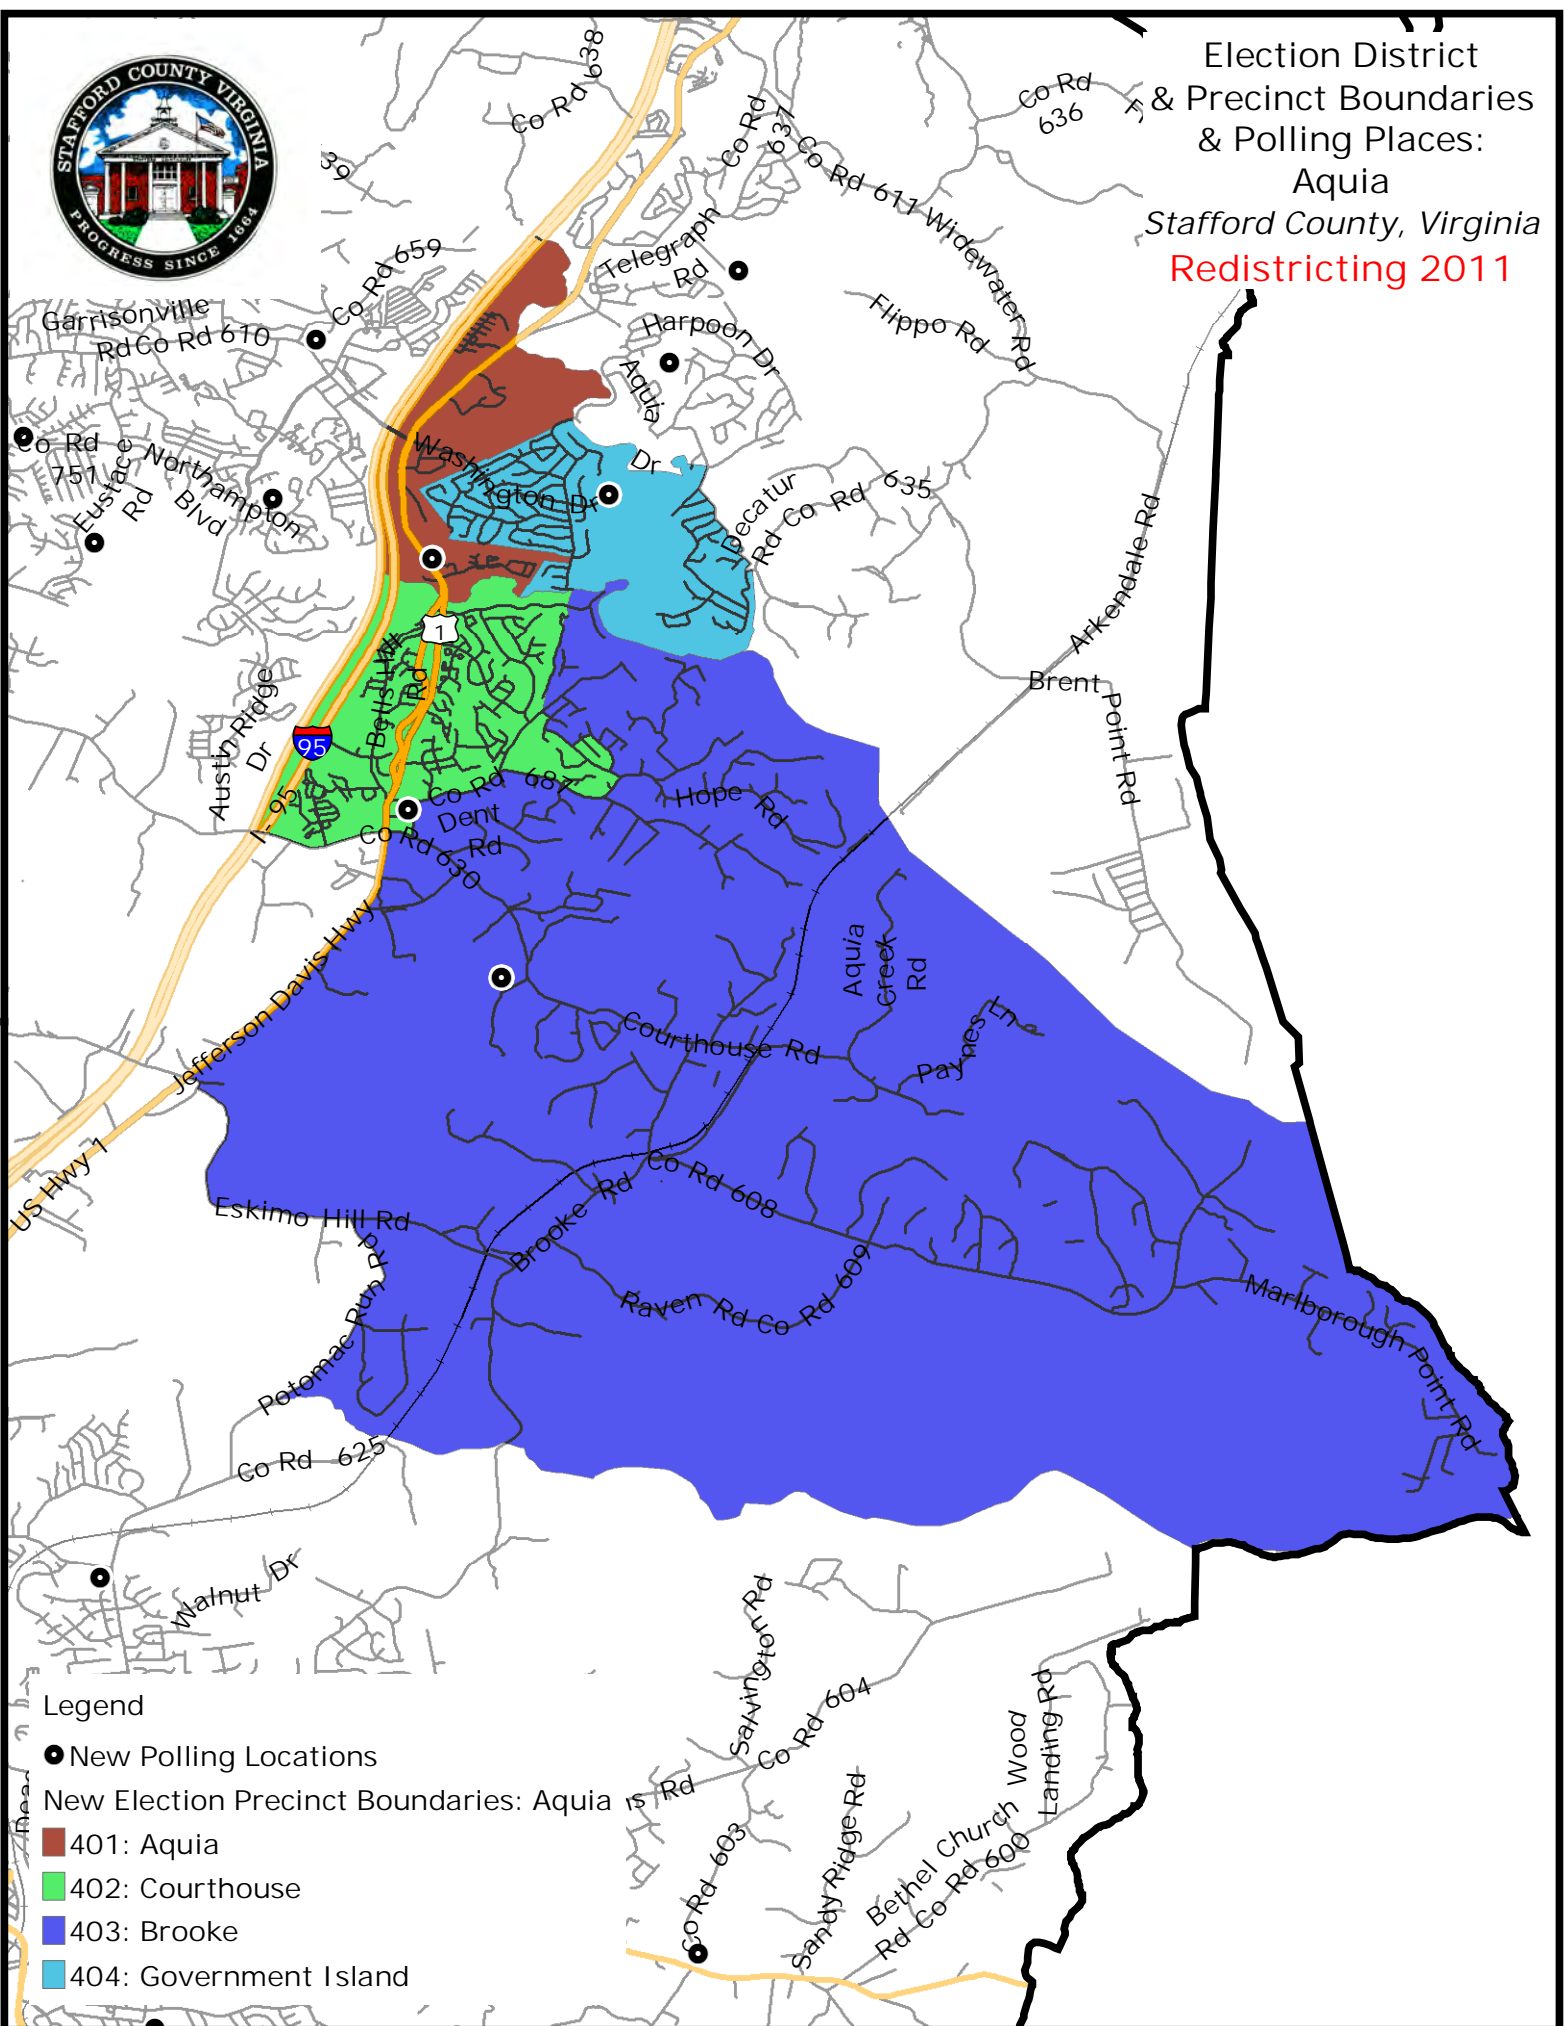 STAFFORD COUNTY VIRGINIA
PROGRESS SINCE 1664
Election District
& Precinct Boundaries
& Polling Places:
Aquia
Stafford County, Virginia
Redistricting 2011
Co Rd 638
Co Rd 637
Co Rd 636
Co Rd 611 Widewater Rd
39
Co Rd 659
Telegraph Rd
Garrisonville Rd Co Rd 610
Harpoon Dr
Flippo Rd
Aquia Dr
Co Rd 751
Eustace Rd
Northampton Blvd
Washington Dr
Decatur Rd Co Rd 635
Arkendale Rd
Brent Point Rd
1
Bells Hill Rd
Austin Ridge Dr
95
I-95
Co Rd 687
Hope Rd
Dent Rd
Co Rd 630
Jefferson Davis Hwy
Aquia Creek Rd
Courthouse Rd
Paynes Ln
US Hwy 1
Eskimo Hill Rd
Co Rd 608
Brooke Rd
Potomac Run Rd
Raven Rd Co Rd 609
Marlborough Point Rd
Co Rd 625
Walnut Dr
Salvington Rd
Co Rd 604
Wood Landing Rd
s Rd
Co Rd 603
Sandy Ridge Rd
Bethel Church Rd Co Rd 600
Legend
New Polling Locations
New Election Precinct Boundaries: Aquia
401: Aquia
402: Courthouse
403: Brooke
404: Government Island